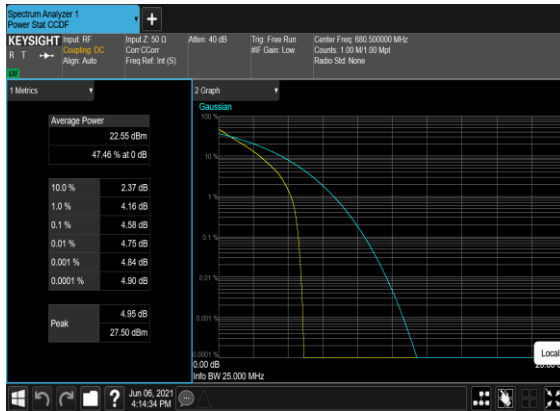 Spectrum Analyzer 1
Power Stat CCDF
KEYSIGHT
R T
LXI
Input: RF
Coupling: DC
Align: Auto
Input Z: 50 Ω
Corr CCorr
Freq Ref: Int (S)
Atten: 40 dB
Trig: Free Run
#IF Gain: Low
Center Freq: 680.500000 MHz
Counts: 1.00 M/1.00 Mpt
Radio Std: None
1 Metrics
Average Power
22.55 dBm
47.46 % at 0 dB
10.0 % 2.37 dB
1.0 % 4.16 dB
0.1 % 4.58 dB
0.01 % 4.75 dB
0.001 % 4.84 dB
0.0001 % 4.90 dB
Peak 4.95 dB
27.50 dBm
2 Graph
Gaussian
100 %
10 %
1 %
0.1 %
0.01 %
0.001 %
0.0001 %
0.00 dB
Info BW 25.000 MHz
Local
Jun 06, 2021
4:14:34 PM